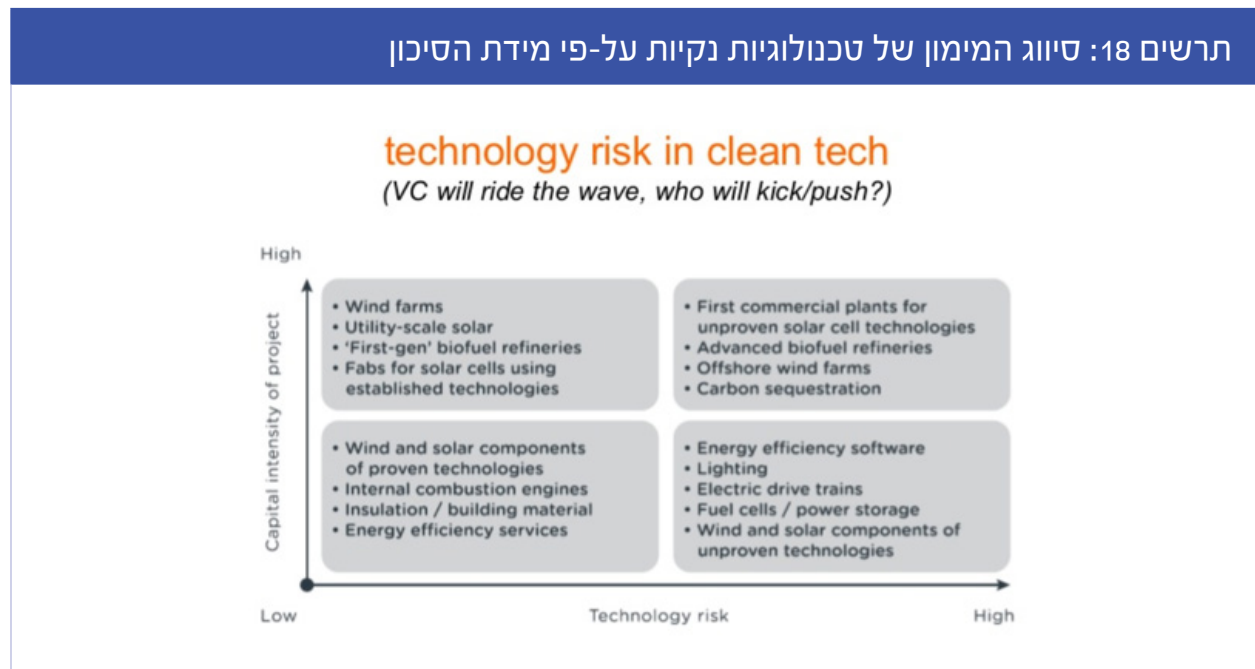 תרשים 18: סיווג המימון של טכנולוגיות נקיות על-פי מידת הסיכון
technology risk in clean tech
(VC will ride the wave, who will kick/push?)
High
Capital intensity of project
• Wind farms
• Utility-scale solar
• 'First-gen' biofuel refineries
• Fabs for solar cells using
established technologies
• First commercial plants for
unproven solar cell technologies
• Advanced biofuel refineries
• Offshore wind farms
• Carbon sequestration
• Wind and solar components
of proven technologies
• Internal combustion engines
• Insulation / building material
• Energy efficiency services
• Energy efficiency software
• Lighting
• Electric drive trains
• Fuel cells / power storage
• Wind and solar components of
unproven technologies
Low
Technology risk
High